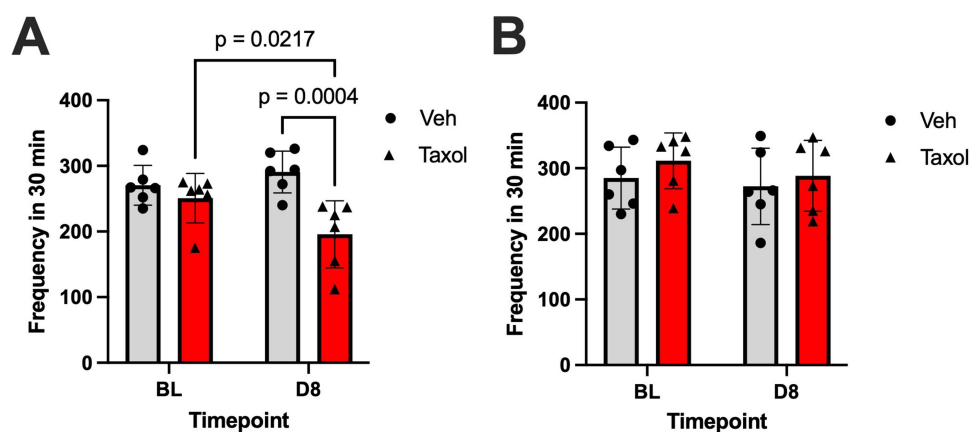 A
p = 0.0217
p = 0.0004
Frequency in 30 min
400
300
200
100
0
BL
D8
Timepoint
Veh
Taxol
B
Frequency in 30 min
400
300
200
100
0
BL
D8
Timepoint
Veh
Taxol